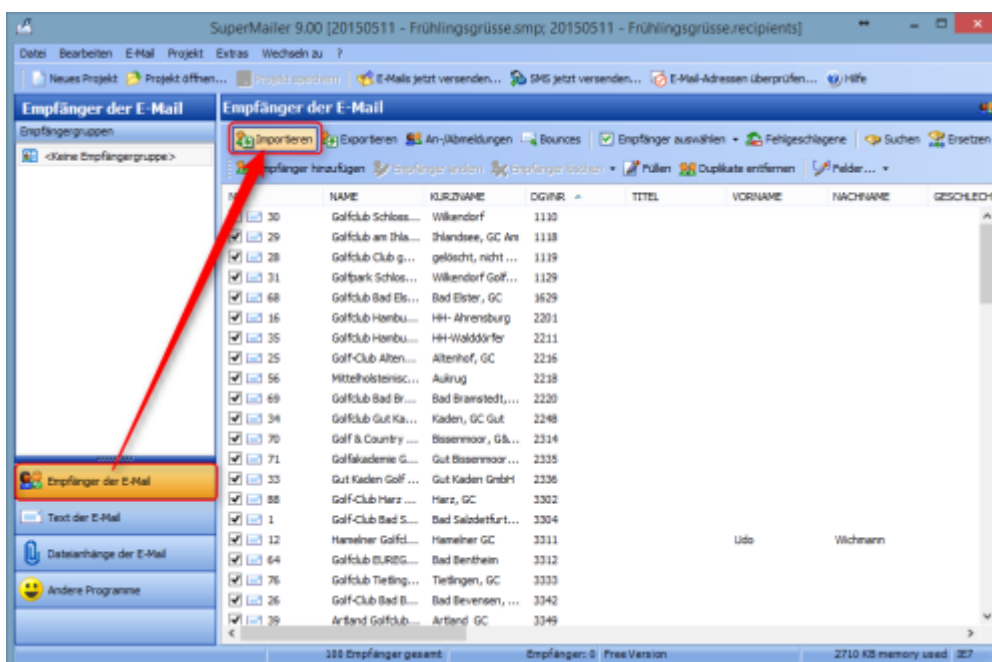 SuperMailer 9.00 [20150511 - Frühlingsgrüsse.smp; 20150511 - Frühlingsgrüsse.recipients]
Datei Bearbeiten E-Mail Projekt Extras Wechseln zu ?
Neues Projekt Projekt öffnen... Projekt speichern E-Mails jetzt versenden... SMS jetzt versenden... E-Mail-Adressen überprüfen... Hilfe
Empfänger der E-Mail
Empfängergruppen
<Keine Empfängergruppe>
Empfänger der E-Mail
Text der E-Mail
Dateianhänge der E-Mail
Andere Programme
Empfänger der E-Mail
Importieren Exportieren An-/Abmeldungen Bounces Empfänger auswählen Fehlgeschlagene Suchen Ersetzen
Empfänger hinzufügen Empfänger ändern Empfänger löschen Füllen Duplikate entfernen Felder...
NAME KURZNAME DGVNR TITEL VORNAME NACHNAME GESCHLECH
30 Golfclub Schloss... Wilkendorf 1110
29 Golfclub am Ihla... Ihlandsee, GC Am 1118
28 Golfclub Club g... gelöscht, nicht ... 1119
31 Golfpark Schlos... Wilkendorf Golf... 1129
68 Golfclub Bad Els... Bad Elster, GC 1629
16 Golfclub Hambu... HH- Ahrensburg 2201
35 Golfclub Hambu... HH-Walddörfer 2211
25 Golf-Club Alten... Altenhof, GC 2216
56 Mittelholsteinisc... Aukrug 2218
69 Golfclub Bad Br... Bad Bramstedt,... 2220
34 Golfclub Gut Ka... Kaden, GC Gut 2248
70 Golf & Country ... Bissenmoor, G&... 2314
71 Golfakademie G... Gut Bissenmoor ... 2335
33 Gut Kaden Golf ... Gut Kaden GmbH 2336
88 Golf-Club Harz ... Harz, GC 3302
1 Golf-Club Bad S... Bad Salzdetfurt... 3304
12 Hamelner Golfcl... Hamelner GC 3311 Udo Wichmann
64 Golfclub EUREG... Bad Bentheim 3312
76 Golfclub Tietling... Tietlingen, GC 3333
26 Golf-Club Bad B... Bad Bevensen, ... 3342
39 Artland Golfclub... Artland GC 3349
100 Empfänger gesamt Empfänger: 0 Free Version 2710 KB memory used IE7